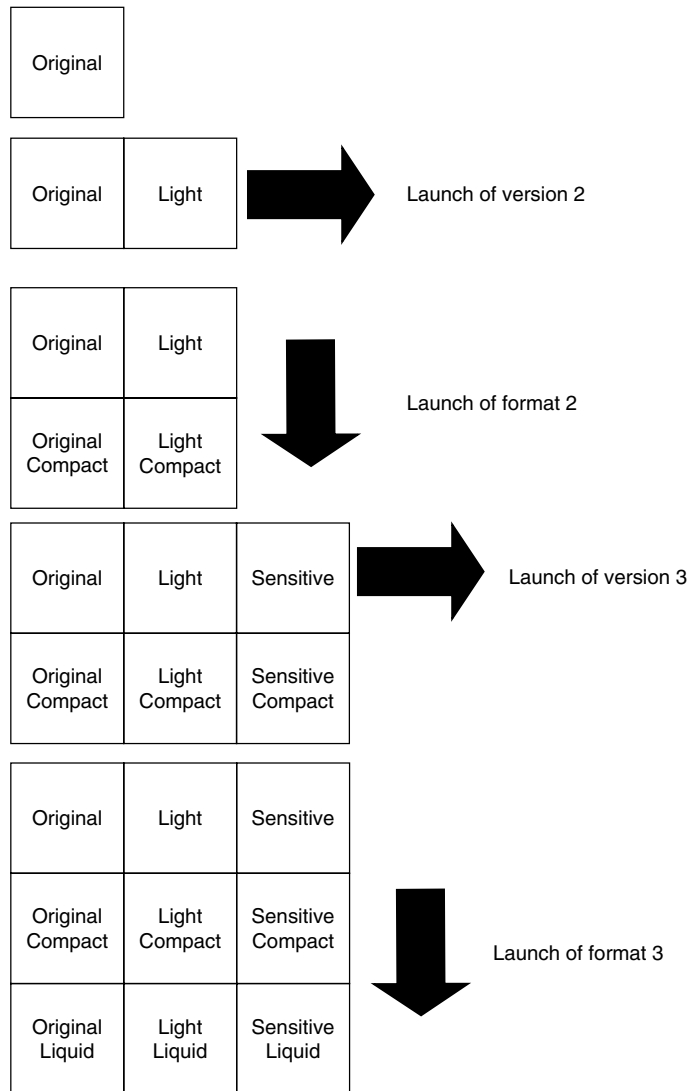 Original
Original Light Launch of version 2
Original Light
Launch of format 2
Original Light
Compact Compact
Original Light Sensitive Launch of version 3
Original Light Sensitive
Compact Compact Compact
Original Light Sensitive
Original Light Sensitive
Compact Compact Compact
Launch of format 3
Original Light Sensitive
Liquid Liquid Liquid